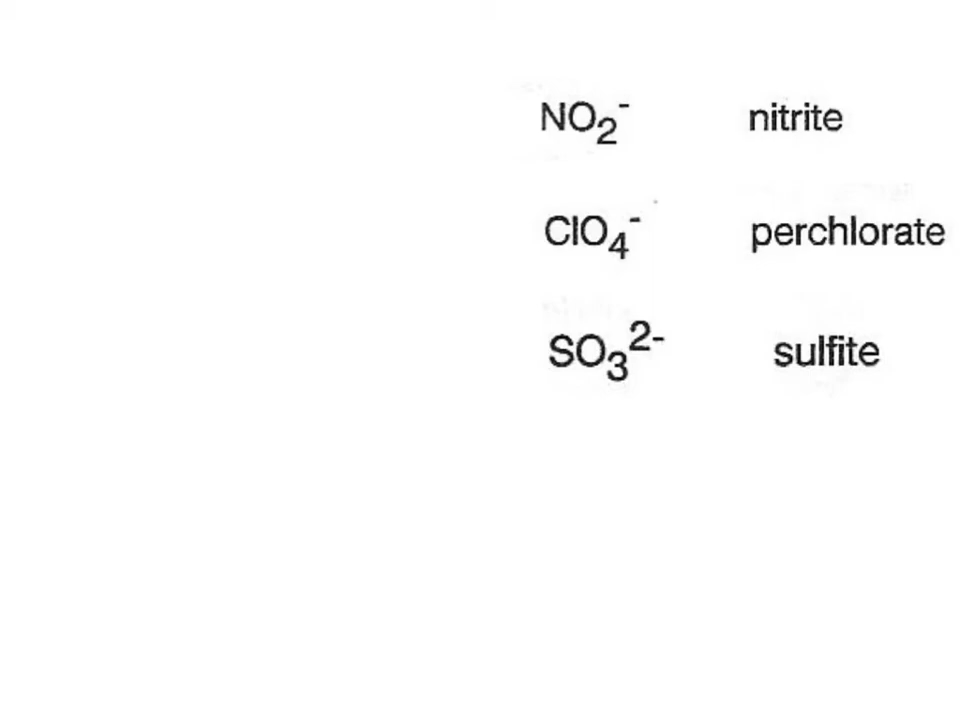 NO₂⁻ nitrite
ClO₄⁻ perchlorate
SO₃²⁻ sulfite